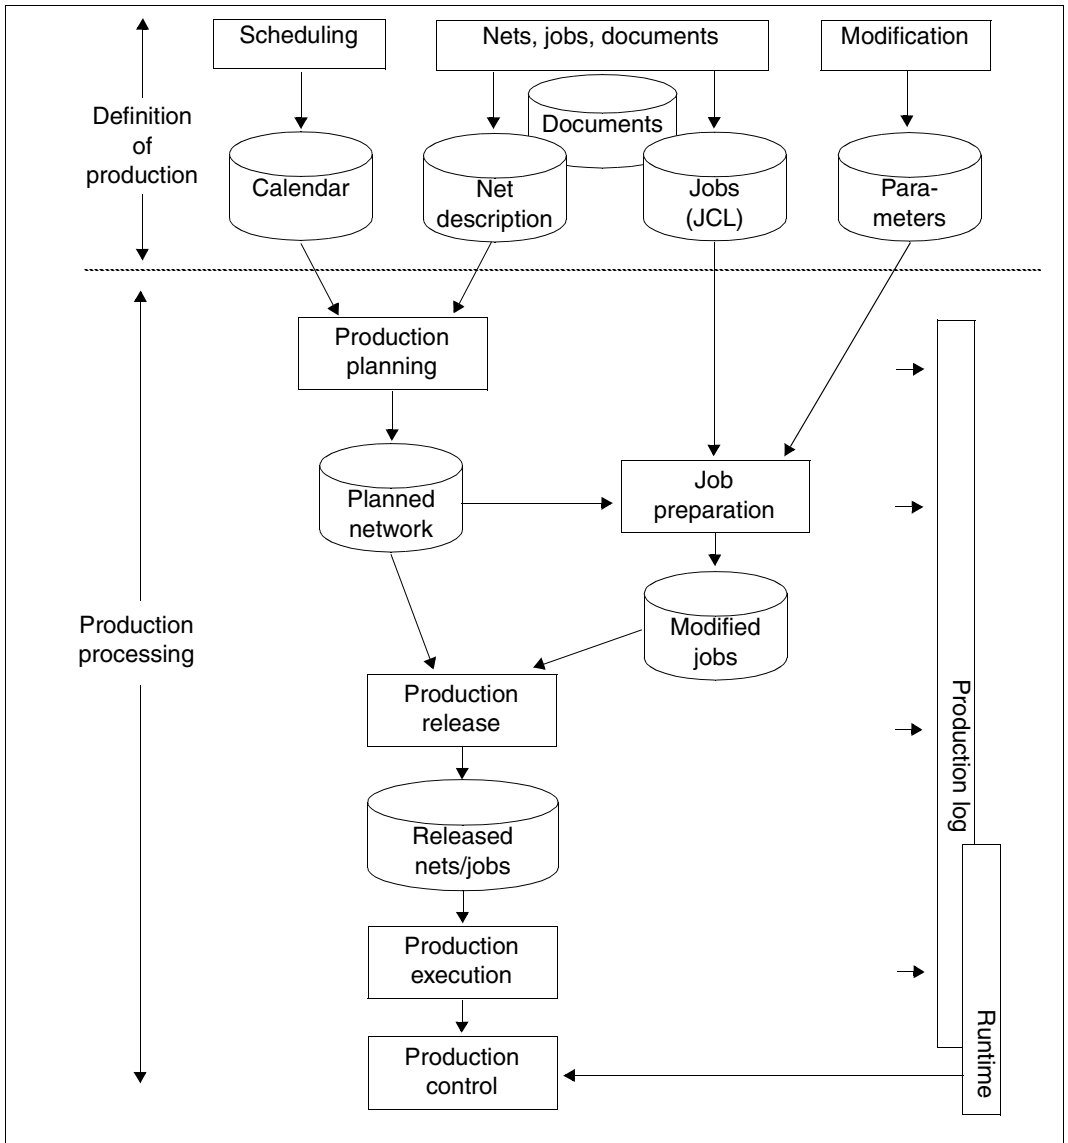 Scheduling
Nets, jobs, documents
Modification
Definition
of
production
Documents
Calendar
Net
description
Jobs
(JCL)
Para-
meters
Production
planning
Planned
network
Job
preparation
Production
processing
Modified
jobs
Production
release
Production log
Released
nets/jobs
Production
execution
Runtime
Production
control